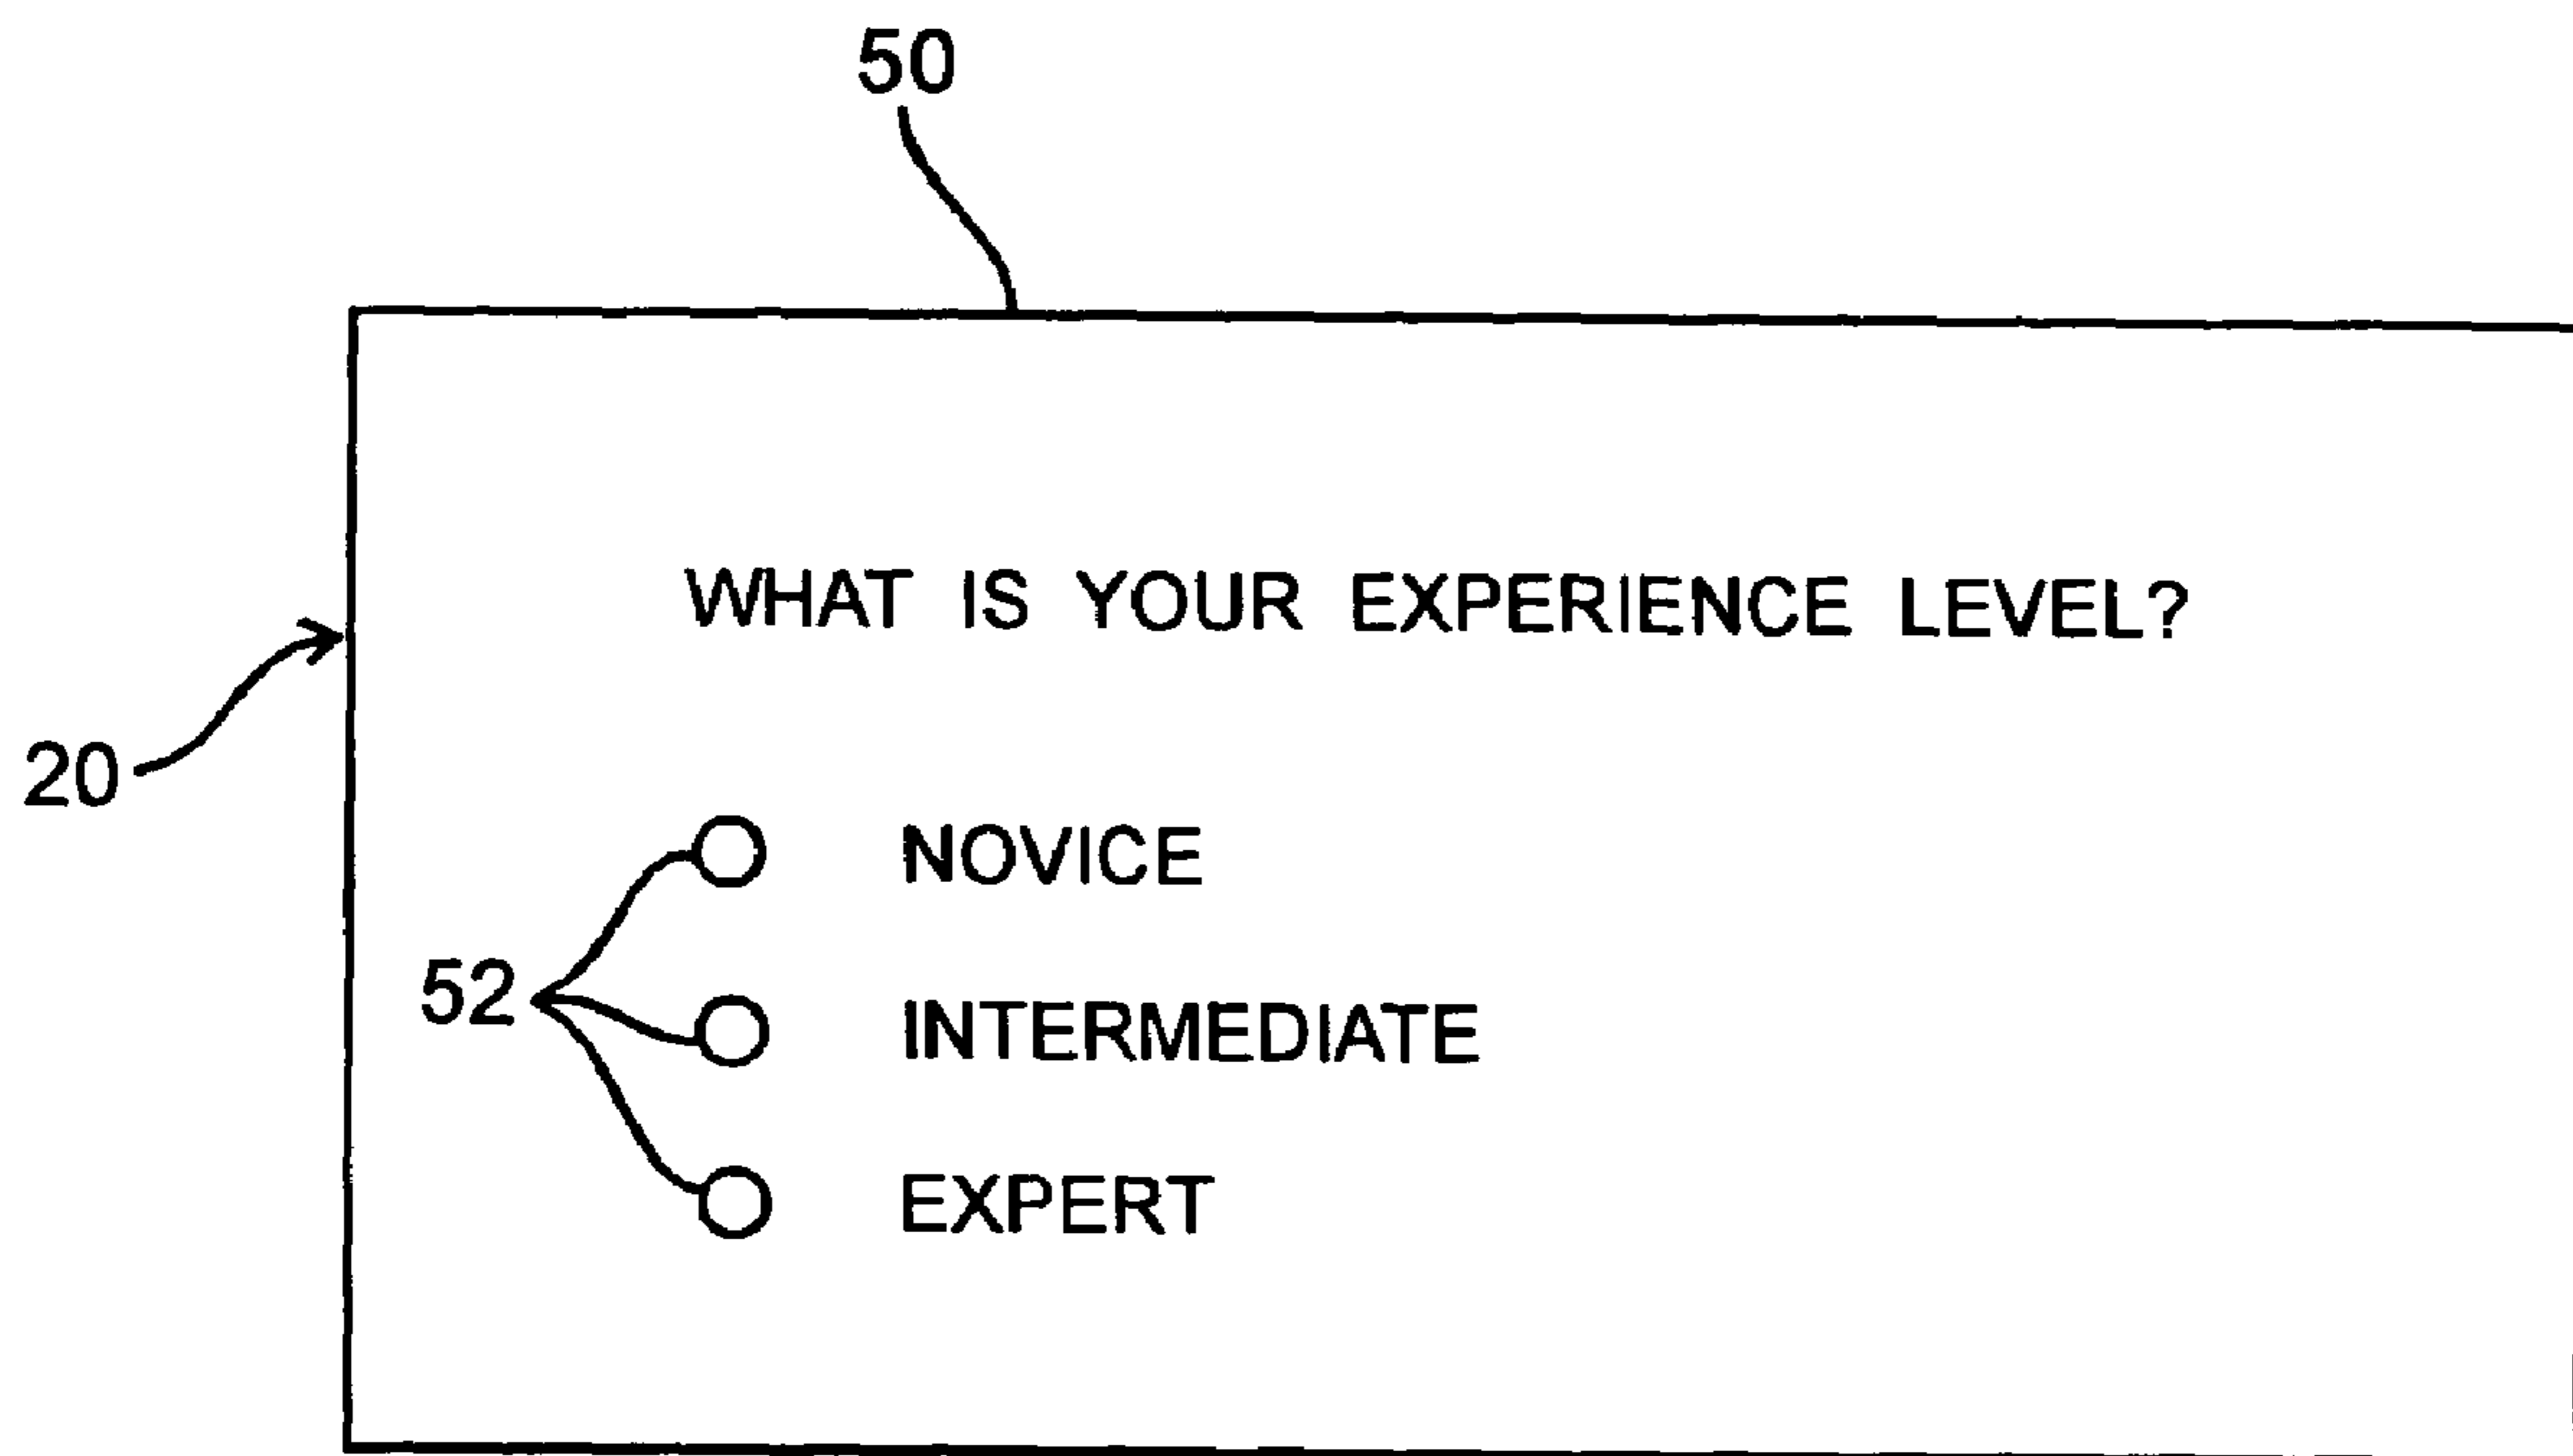 50
WHAT IS YOUR EXPERIENCE LEVEL?
20
NOVICE
52
INTERMEDIATE
EXPERT